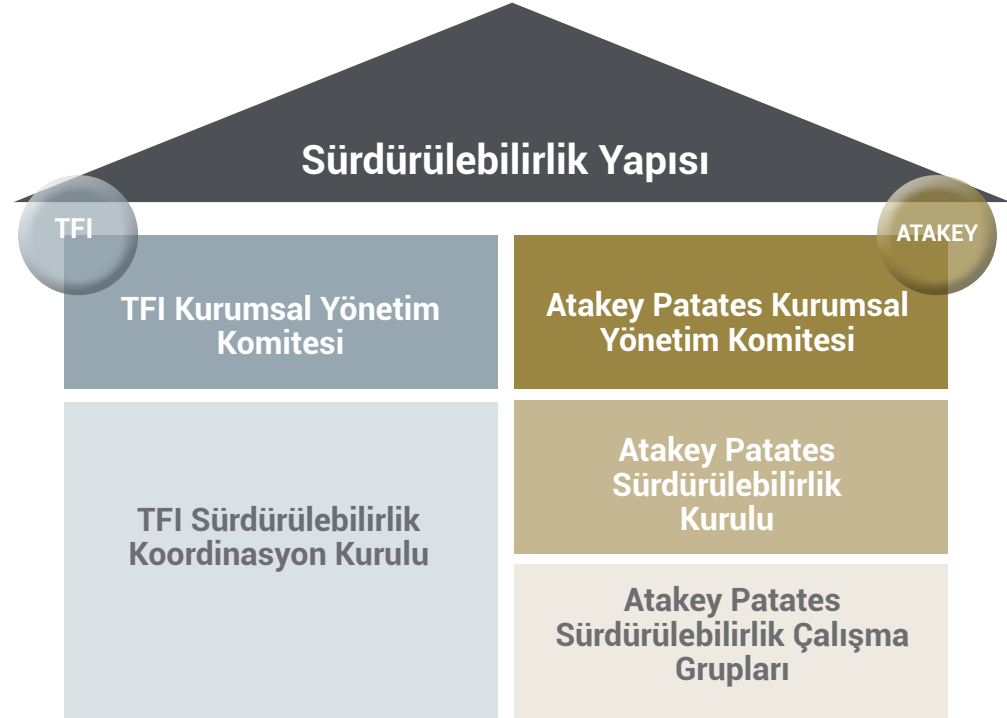 Sürdürülebilirlik Yapısı
TFI
TFI Kurumsal Yönetim
Komitesi
TFI Sürdürülebilirlik
Koordinasyon Kurulu
ATAKEY
Atakey Patates Kurumsal
Yönetim Komitesi
Atakey Patates
Sürdürülebilirlik
Kurulu
Atakey Patates
Sürdürülebilirlik Çalışma
Grupları